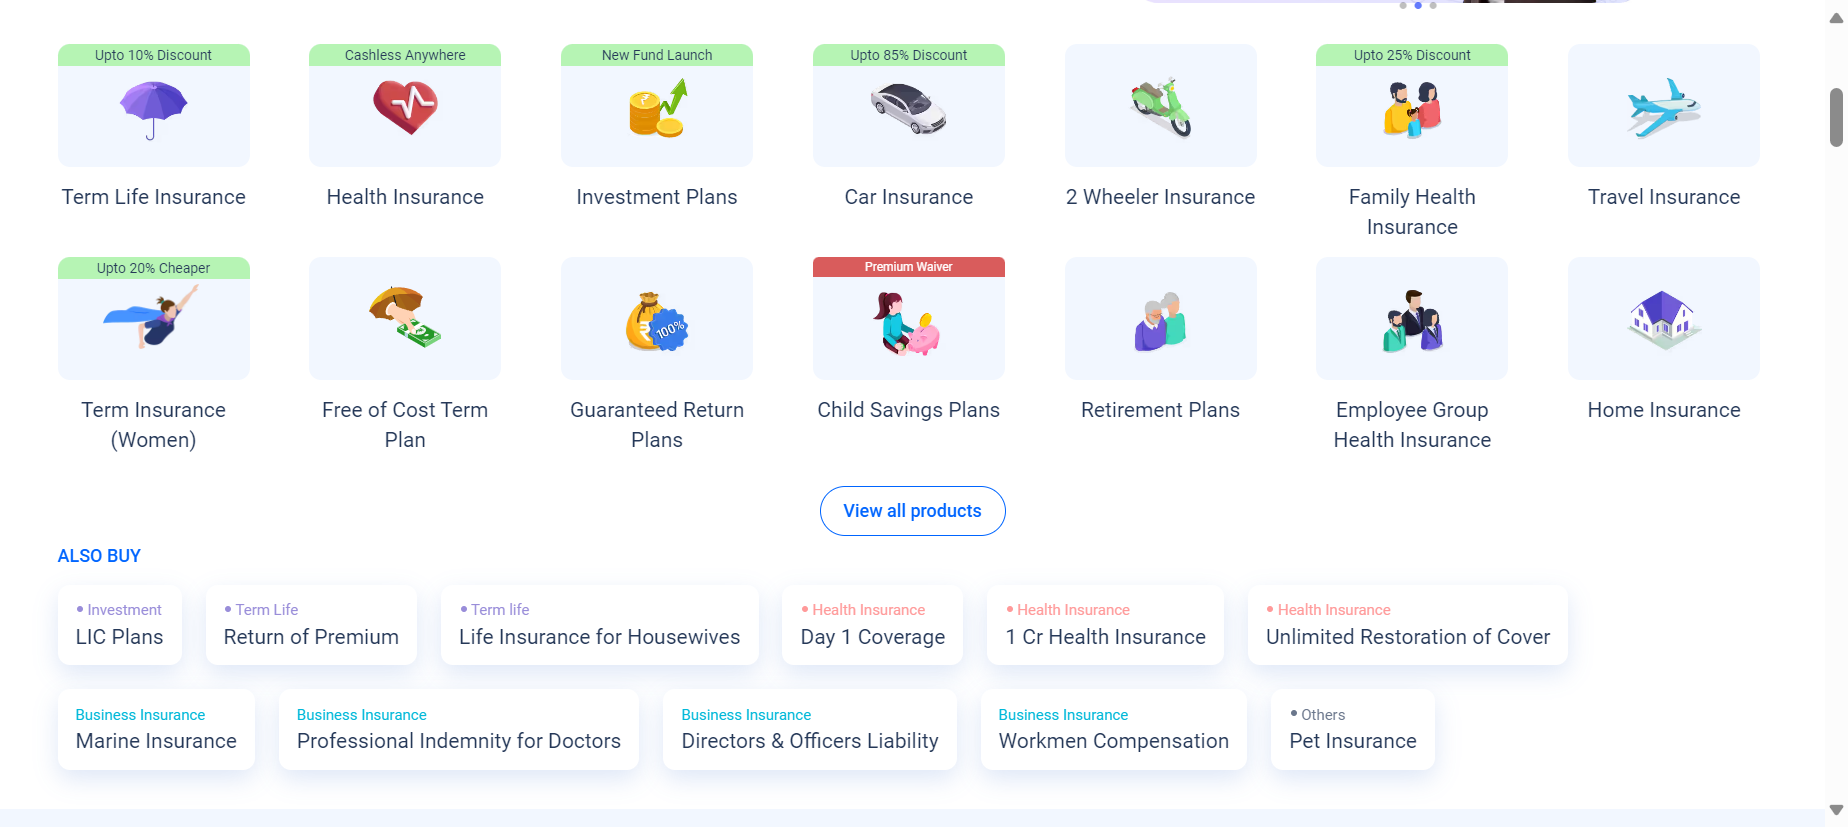 Upto 10% Discount
Cashless Anywhere
New Fund Launch
Upto 85% Discount
Upto 25% Discount
₹
Term Life Insurance
Health Insurance
Investment Plans
Car Insurance
2 Wheeler Insurance
Family Health
Insurance
Travel Insurance
Upto 20% Cheaper
Premium Waiver
₹
100%
Term Insurance
(Women)
Free of Cost Term
Plan
Guaranteed Return
Plans
Child Savings Plans
Retirement Plans
Employee Group
Health Insurance
Home Insurance
View all products
ALSO BUY
• Investment
LIC Plans
• Term Life
Return of Premium
• Term life
Life Insurance for Housewives
• Health Insurance
Day 1 Coverage
• Health Insurance
1 Cr Health Insurance
• Health Insurance
Unlimited Restoration of Cover
Business Insurance
Marine Insurance
Business Insurance
Professional Indemnity for Doctors
Business Insurance
Directors & Officers Liability
Business Insurance
Workmen Compensation
• Others
Pet Insurance